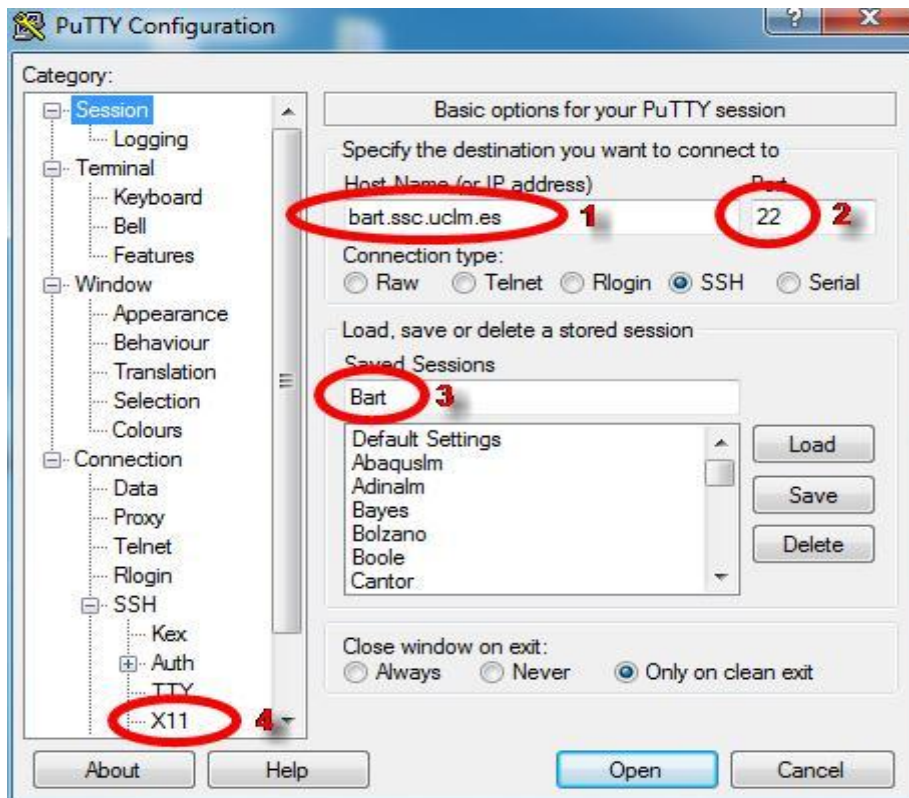 PuTTY Configuration
?
X
Category:
Session
Logging
Terminal
Keyboard
Bell
Features
Window
Appearance
Behaviour
Translation
Selection
Colours
Connection
Data
Proxy
Telnet
Rlogin
SSH
Kex
Auth
TTY
X11
4
Basic options for your PuTTY session
Specify the destination you want to connect to
Host Name (or IP address)
Port
bart.ssc.uclm.es
1
22
2
Connection type:
Raw Telnet Rlogin SSH Serial
Load, save or delete a stored session
Saved Sessions
Bart
3
Default Settings
Abaquslm
Adinalm
Bayes
Bolzano
Boole
Cantor
Load
Save
Delete
Close window on exit:
Always Never Only on clean exit
About Help Open Cancel